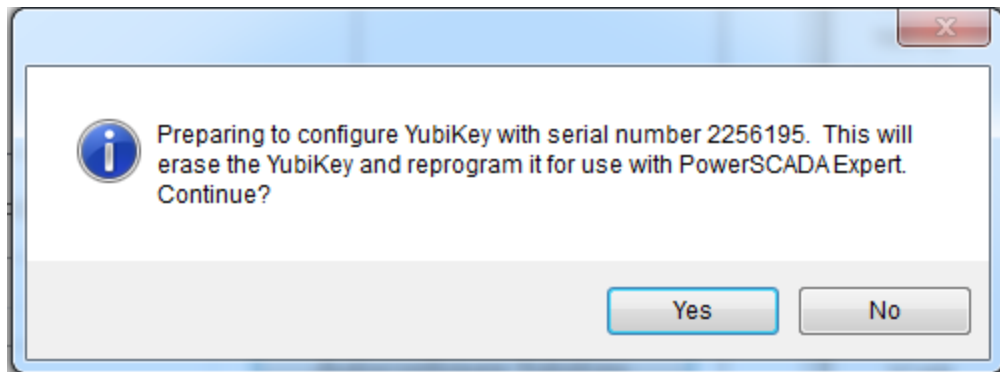 Preparing to configure YubiKey with serial number 2256195. This will
erase the YubiKey and reprogram it for use with PowerSCADA Expert.
Continue?
Yes
No